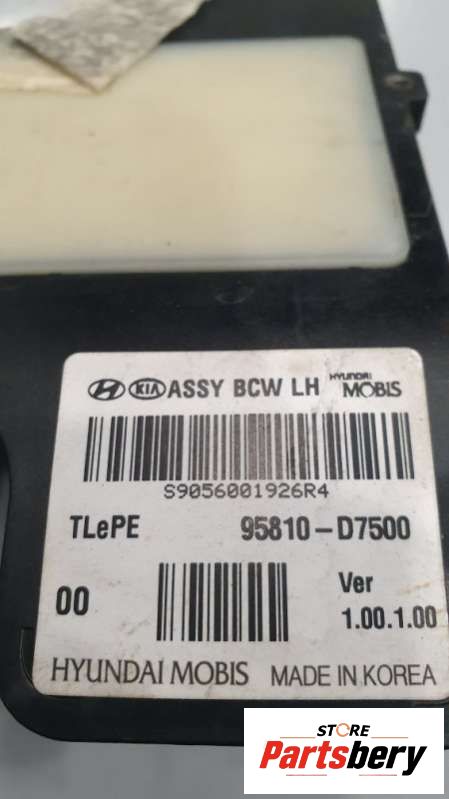 KIA ASSY BCW LH HYUNDAI MOBIS
S9056001926R4
TLePE 95810-D7500
00 Ver
1.00.1.00
HYUNDAI MOBIS MADE IN KOREA
STORE
Partsbery